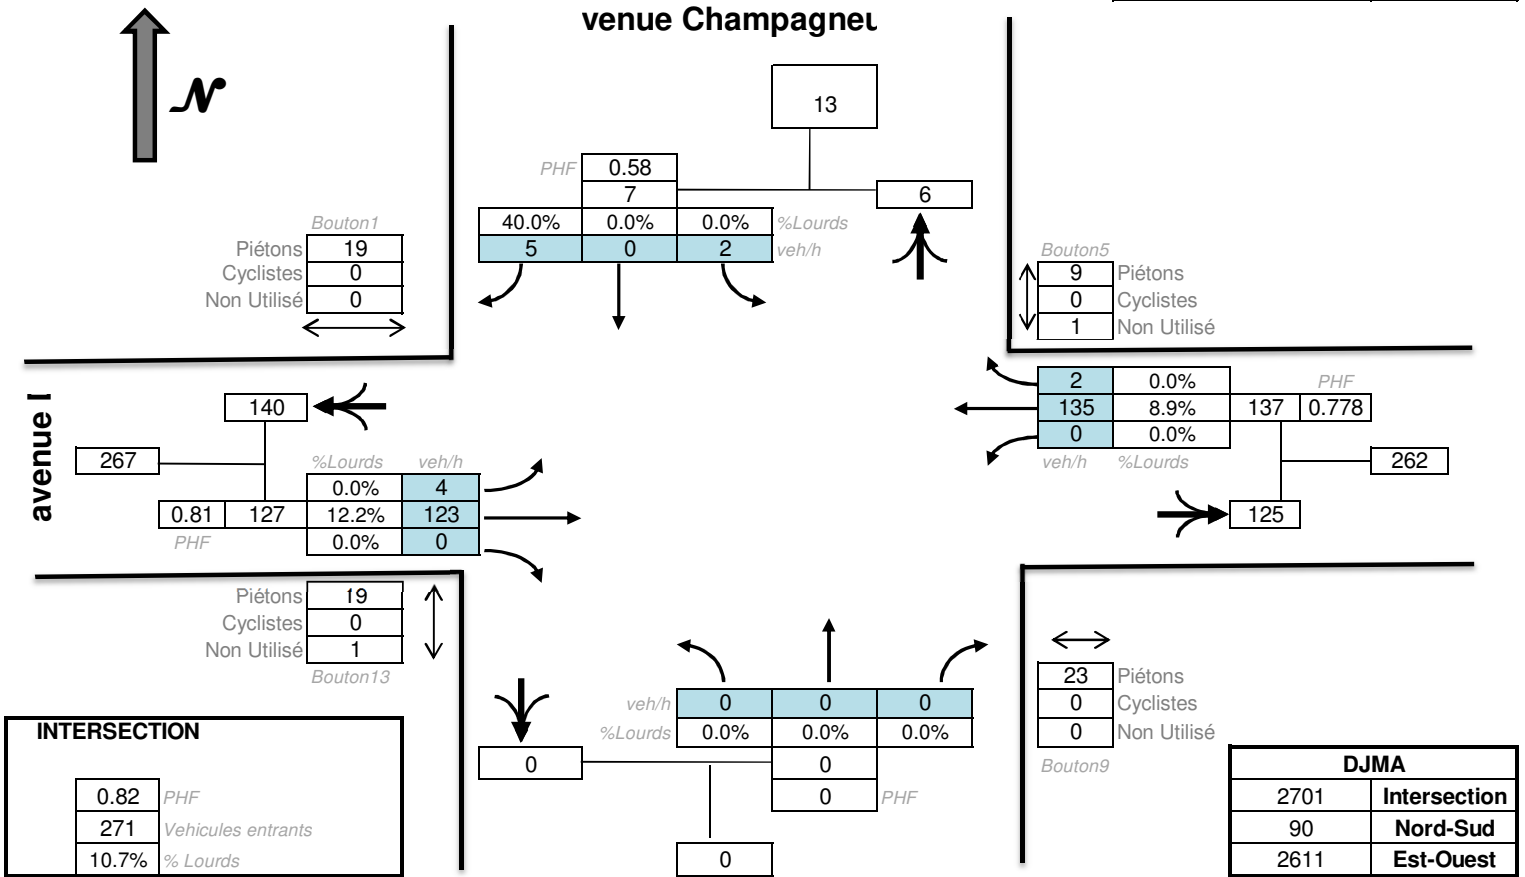 venue Champagneu
N
13
PHF 0.58
7 6
40.0% 0.0% 0.0% %Lourds
5 0 2 veh/h
Bouton1
Piétons 19
Cyclistes 0
Non Utilisé 0
Bouton5
9 Piétons
0 Cyclistes
1 Non Utilisé
2 0.0% PHF
135 8.9% 137 0.778
0 0.0%
veh/h %Lourds
262
125
avenue
140
267
%Lourds veh/h
0.0% 4
0.81 127 12.2% 123
PHF 0.0% 0
Piétons 19
Cyclistes 0
Non Utilisé 1
Bouton13
veh/h 0 0 0
%Lourds 0.0% 0.0% 0.0%
0 0
0 PHF
0
23 Piétons
0 Cyclistes
0 Non Utilisé
Bouton9
INTERSECTION
0.82 PHF
271 Vehicules entrants
10.7% % Lourds
DJMA
2701 Intersection
90 Nord-Sud
2611 Est-Ouest